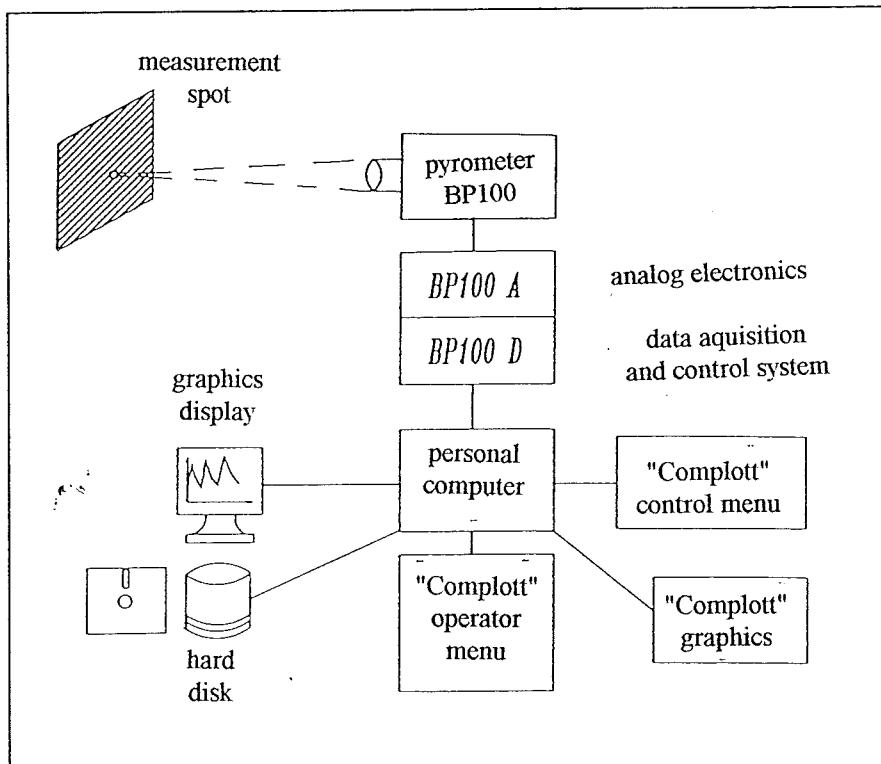 measurement
spot
pyrometer
BP100
BP100 A
analog electronics
BP100 D
data aquisition
and control system
graphics
display
personal
computer
"Complott"
control menu
"Complott"
operator
menu
"Complott"
graphics
hard
disk